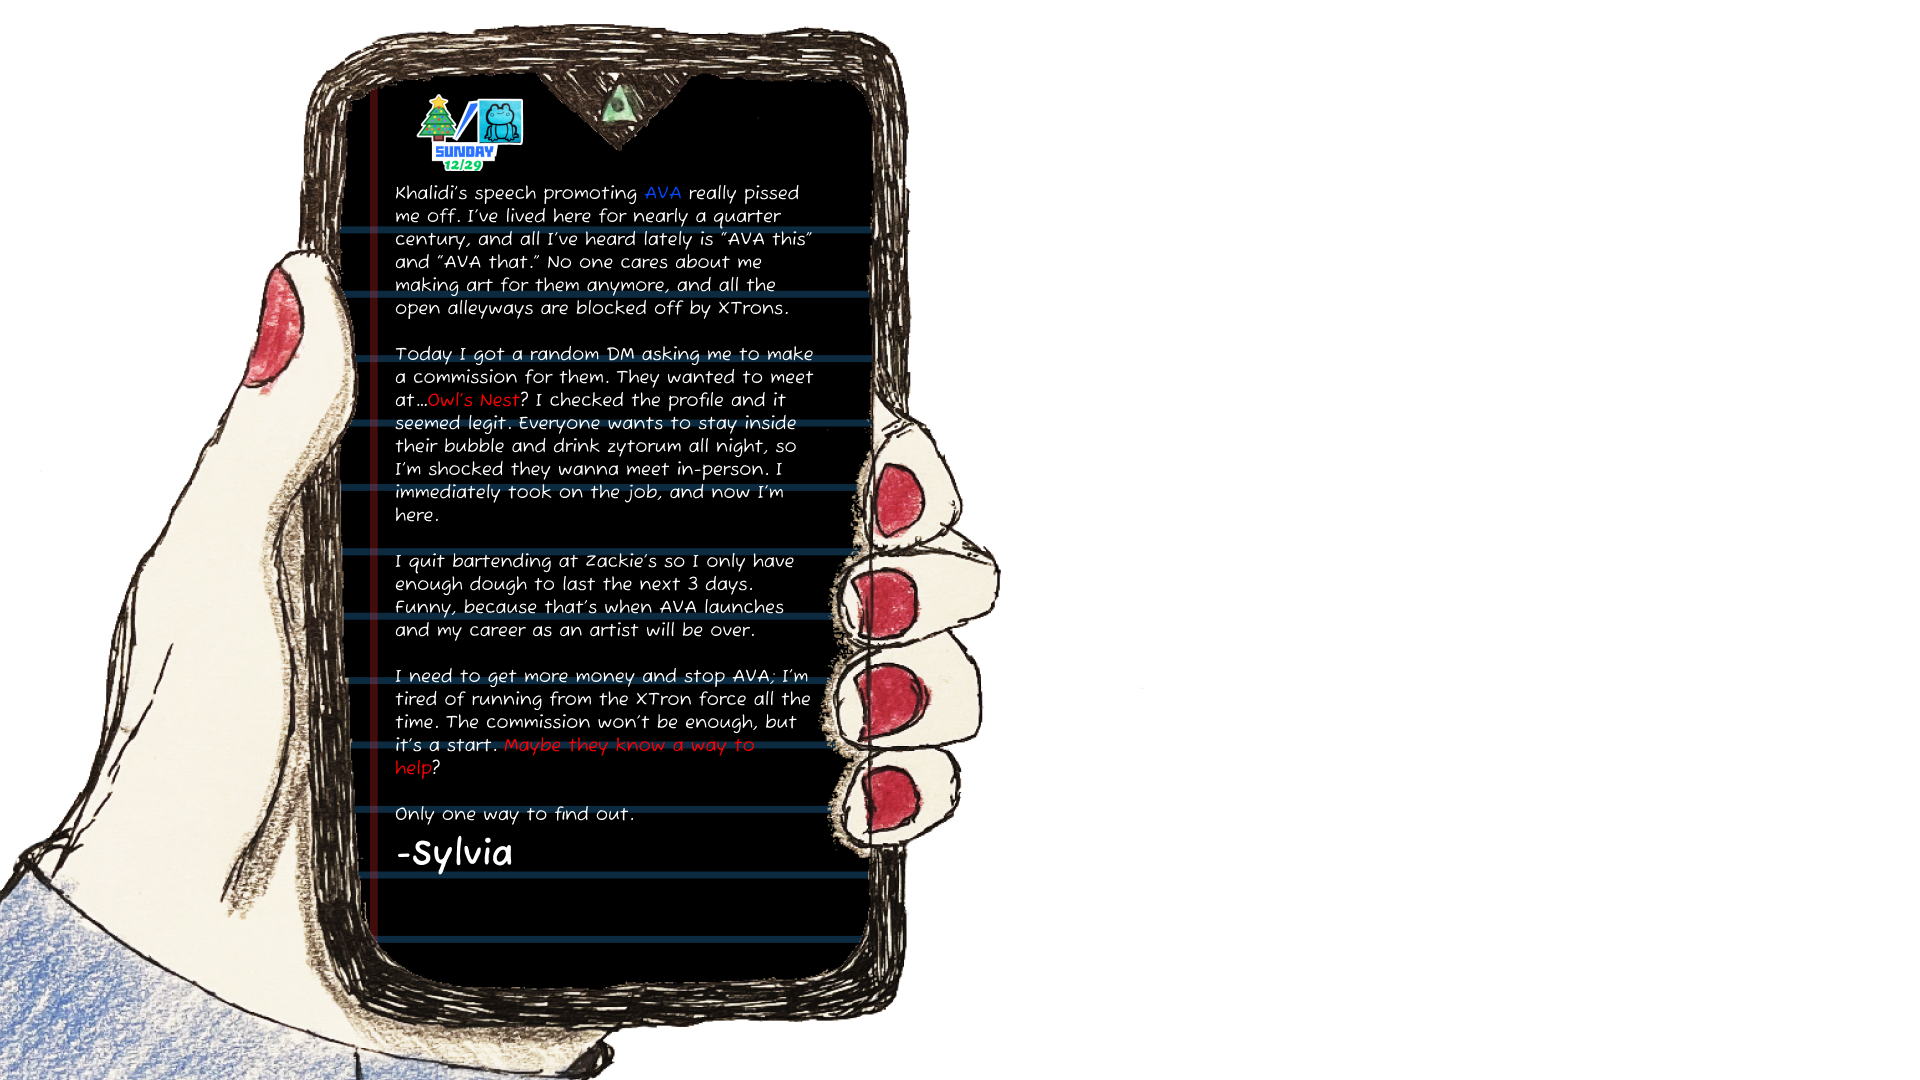 SUNDAY
12/29
Khalidi's speech promoting AVA really pissed
me off. I've lived here for nearly a quarter
century, and all I've heard lately is “AVA this”
and “AVA that.” No one cares about me
making art for them anymore, and all the
open alleyways are blocked off by XTrons.
Today I got a random DM asking me to make
a commission for them. They wanted to meet
at...Owl's Nest? I checked the profile and it
seemed legit. Everyone wants to stay inside
their bubble and drink zytorum all night, so
I'm shocked they wanna meet in-person. I
immediately took on the job, and now I'm
here.
I quit bartending at Zackie's so I only have
enough dough to last the next 3 days.
Funny, because that's when AVA launches
and my career as an artist will be over.
I need to get more money and stop AVA; I'm
tired of running from the XTron force all the
time. The commission won't be enough, but
it's a start. Maybe they know a way to
help?
Only one way to find out.
-Sylvia